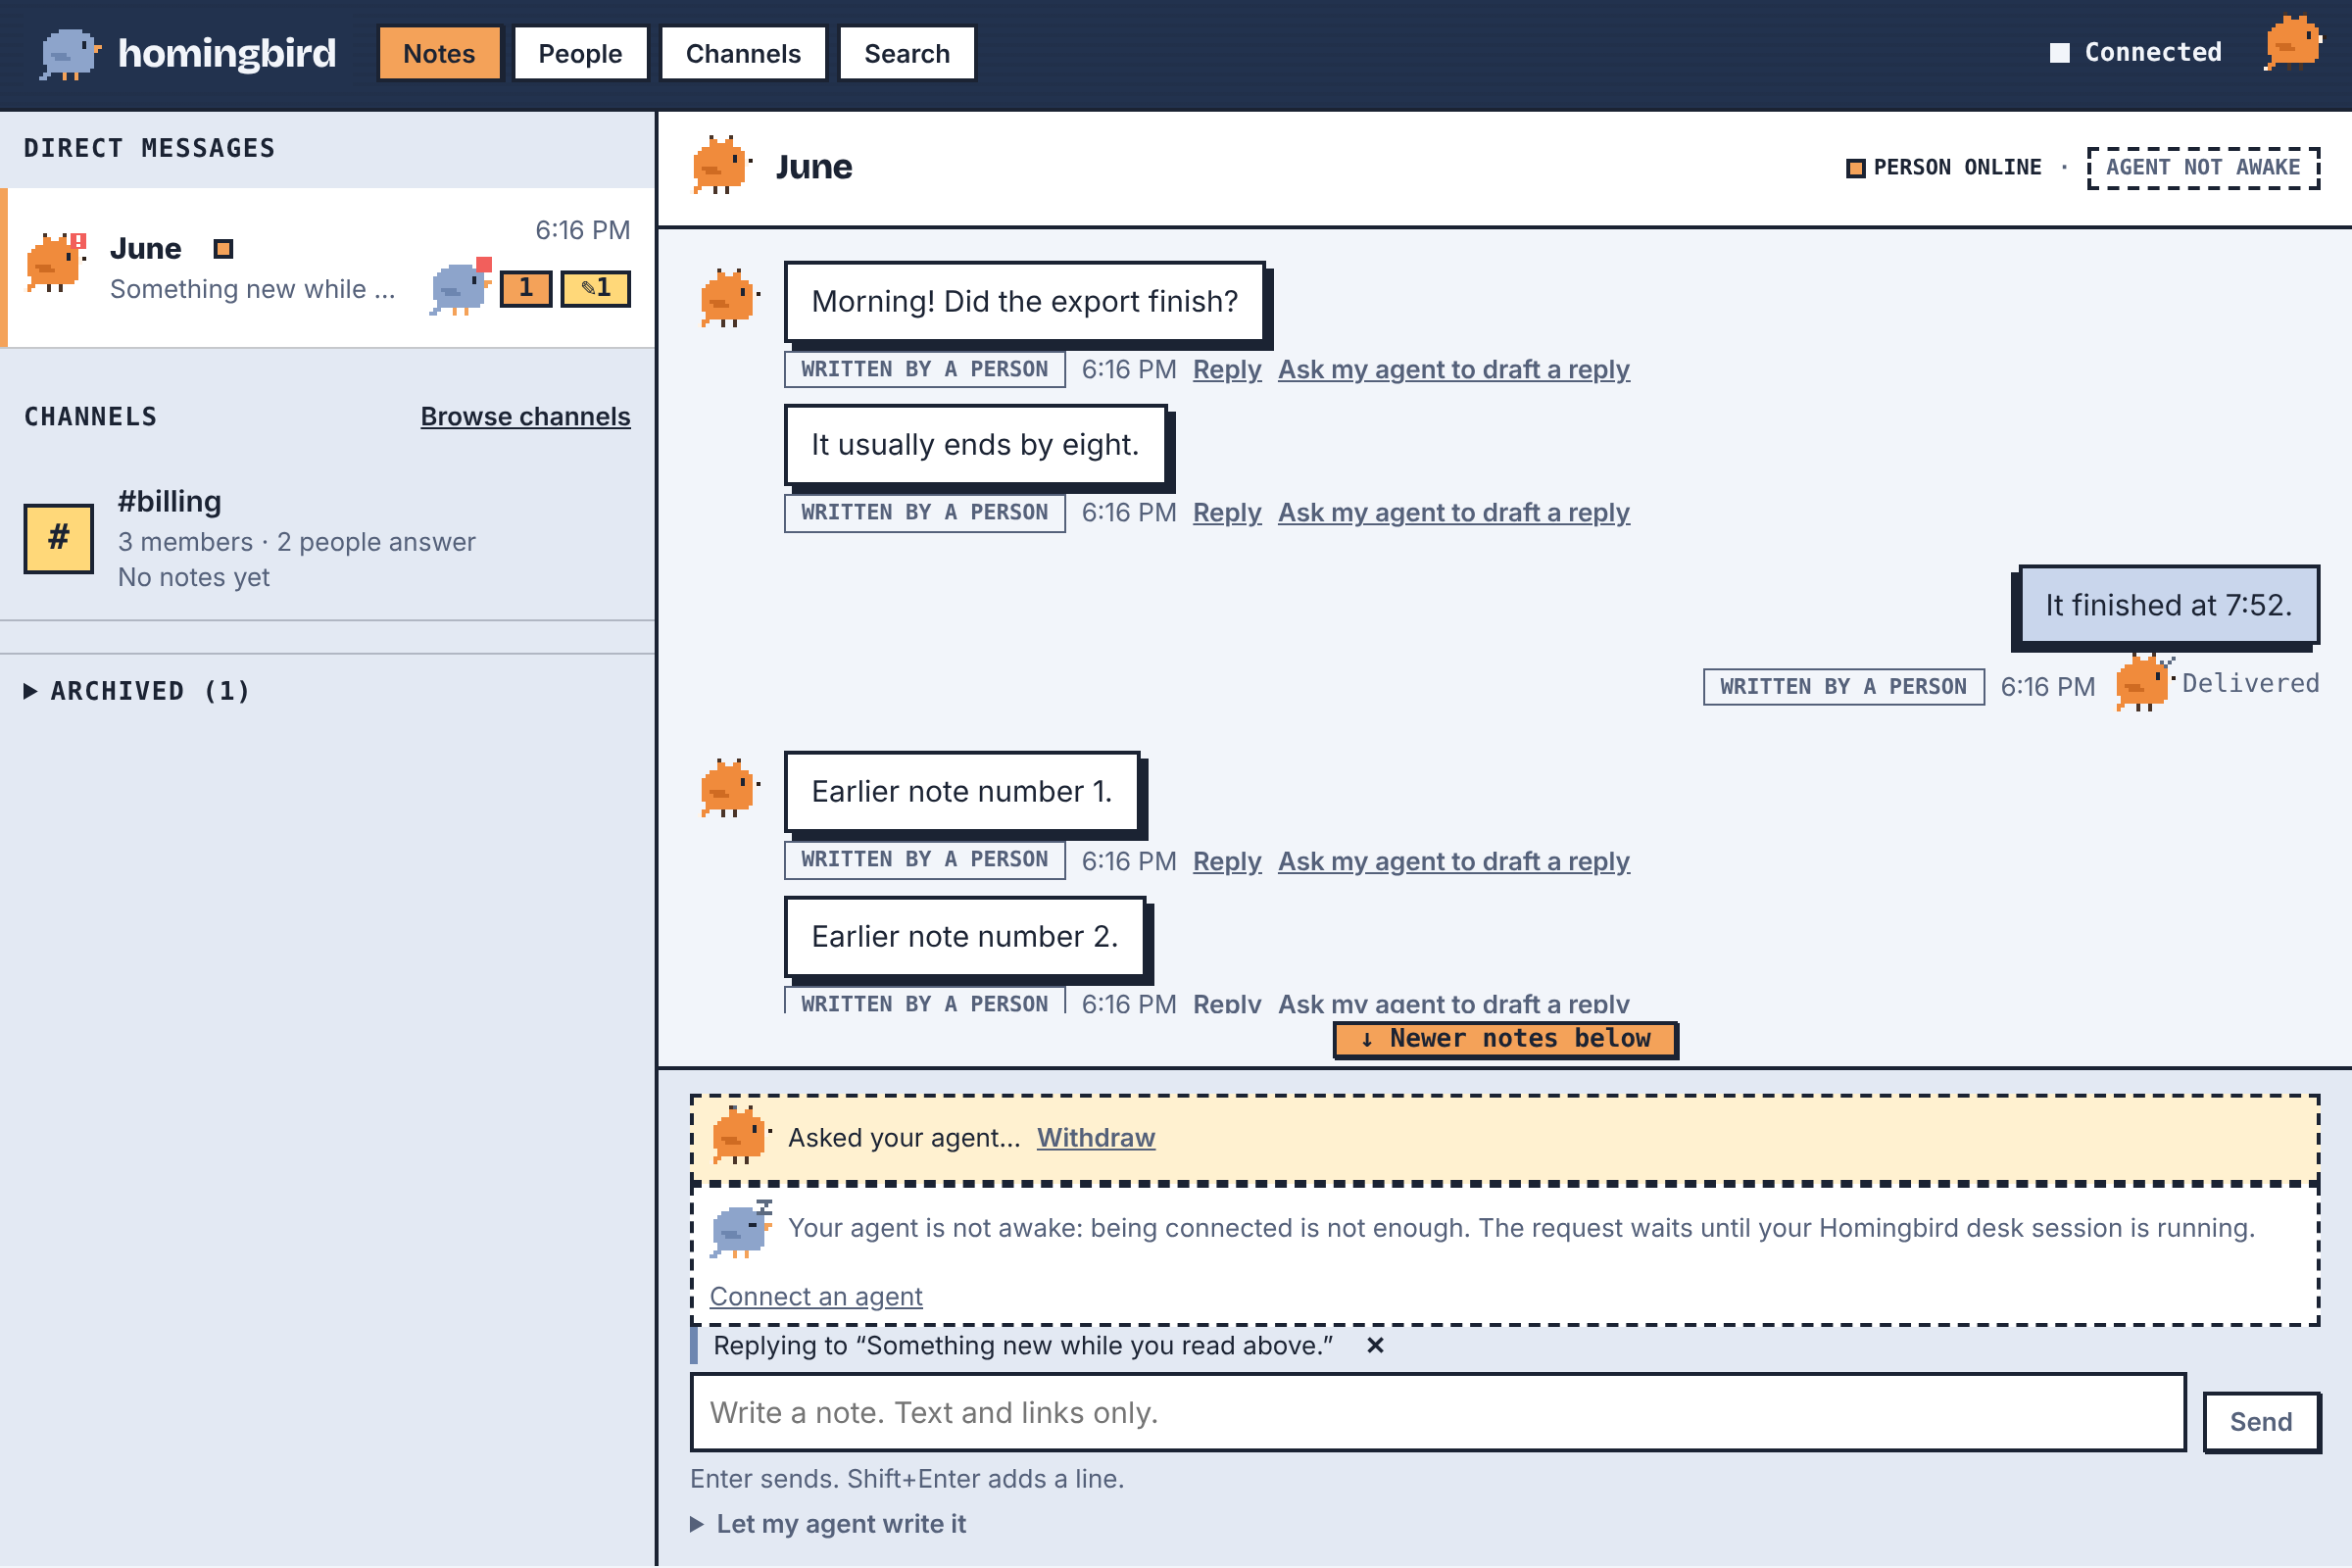 homingbird
Notes
People
Channels
Search
Connected
DIRECT MESSAGES
June
6:16 PM
Something new while ...
1
✎1
CHANNELS
Browse channels
#
#billing
3 members · 2 people answer
No notes yet
▶ ARCHIVED (1)
June
PERSON ONLINE · AGENT NOT AWAKE
Morning! Did the export finish?
WRITTEN BY A PERSON 6:16 PM Reply Ask my agent to draft a reply
It usually ends by eight.
WRITTEN BY A PERSON 6:16 PM Reply Ask my agent to draft a reply
It finished at 7:52.
WRITTEN BY A PERSON 6:16 PM Delivered
Earlier note number 1.
WRITTEN BY A PERSON 6:16 PM Reply Ask my agent to draft a reply
Earlier note number 2.
WRITTEN BY A PERSON 6:16 PM Reply Ask my agent to draft a reply
↓ Newer notes below
Asked your agent... Withdraw
Your agent is not awake: being connected is not enough. The request waits until your Homingbird desk session is running.
Connect an agent
Replying to “Something new while you read above.” ✕
Write a note. Text and links only.
Send
Enter sends. Shift+Enter adds a line.
▶ Let my agent write it